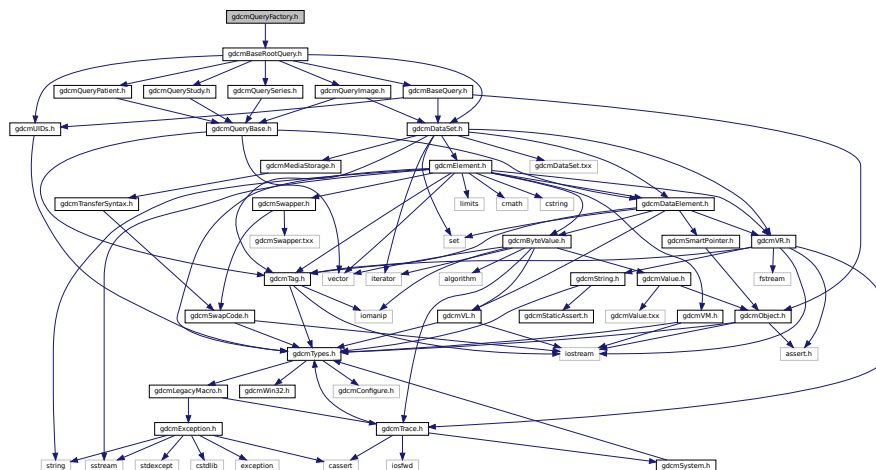 gdcmQueryFactory.h
gdcmBaseRootQuery.h
gdcmQueryPatient.h
gdcmQueryStudy.h
gdcmQuerySeries.h
gdcmQueryImage.h
gdcmBaseQuery.h
gdcmUIDs.h
gdcmQueryBase.h
gdcmDataSet.h
gdcmMediaStorage.h
gdcmElement.h
gdcmDataSet.txx
gdcmTransferSyntax.h
gdcmSwapper.h
limits
cmath
cstring
gdcmDataElement.h
gdcmSwapper.txx
set
gdcmByteValue.h
gdcmSmartPointer.h
gdcmVR.h
gdcmTag.h
vector
iterator
algorithm
gdcmString.h
gdcmValue.h
fstream
gdcmSwapCode.h
iomanip
gdcmVL.h
gdcmStaticAssert.h
gdcmValue.txx
gdcmVM.h
gdcmObject.h
gdcmTypes.h
iostream
assert.h
gdcmLegacyMacro.h
gdcmWin32.h
gdcmConfigure.h
gdcmException.h
gdcmTrace.h
string
sstream
stdexcept
cstdlib
exception
cassert
iosfwd
gdcmSystem.h